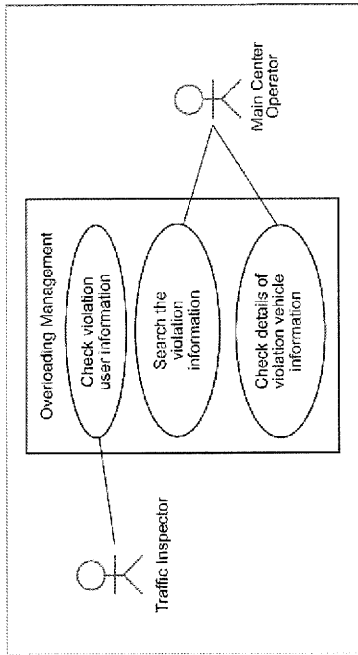 Overloading Management
Check violation
user information
Search the
violation
information
Check details of
violation vehicle
information
Traffic Inspector
Main Center
Operator